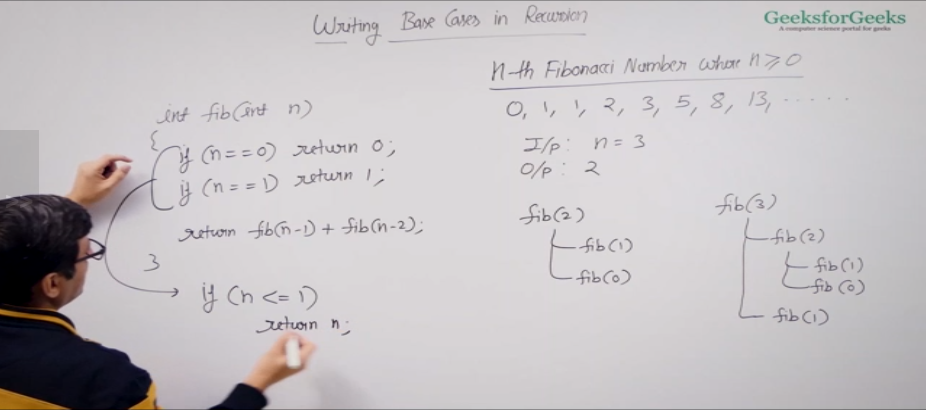 Writing Base Cases in Recursion
GeeksforGeeks
A computer science portal for geeks
n-th Fibonacci Number where n ⩾ 0
0, 1, 1, 2, 3, 5, 8, 13, ......
I/p: n = 3
O/p: 2
int fib(int n)
{
if (n==0) return 0;
if (n==1) return 1;
return fib(n-1) + fib(n-2);
}
if (n <= 1)
return n;
fib(2)
fib(1)
fib(0)
fib(3)
fib(2)
fib(1)
fib(0)
fib(1)